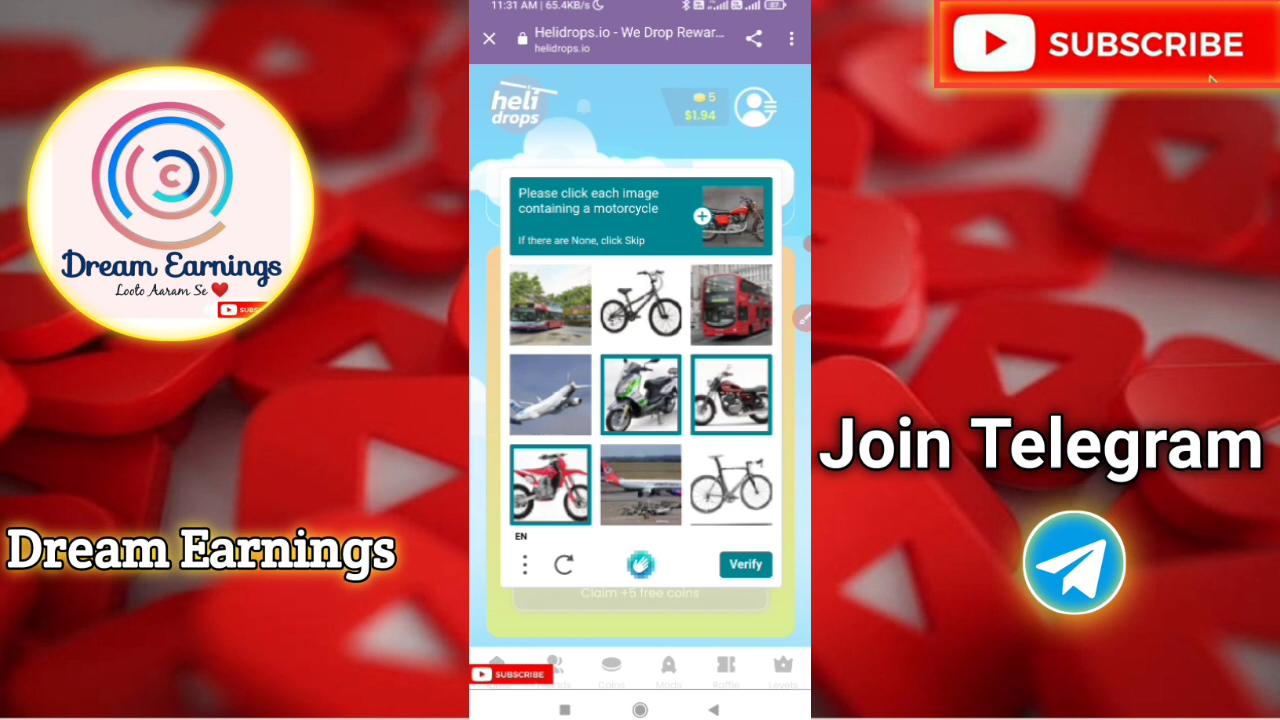 11:31 AM | 65.4KB/s
87
Helidrops.io - We Drop Rewar...
helidrops.io
SUBSCRIBE
heli
drops
5
$1.94
Please click each image
containing a motorcycle
If there are None, click Skip
Dream Earnings
Looto Aaram Se
Join Telegram
EN
Verify
Dream Earnings
Claim +5 free coins
SUBSCRIBE
Coins
Mods
Raffle
Levels